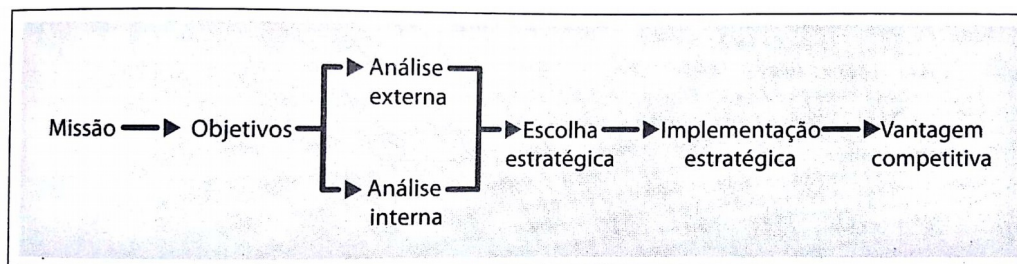 Missão
Objetivos
Análise
externa
Análise
interna
Escolha
estratégica
Implementação
estratégica
Vantagem
competitiva